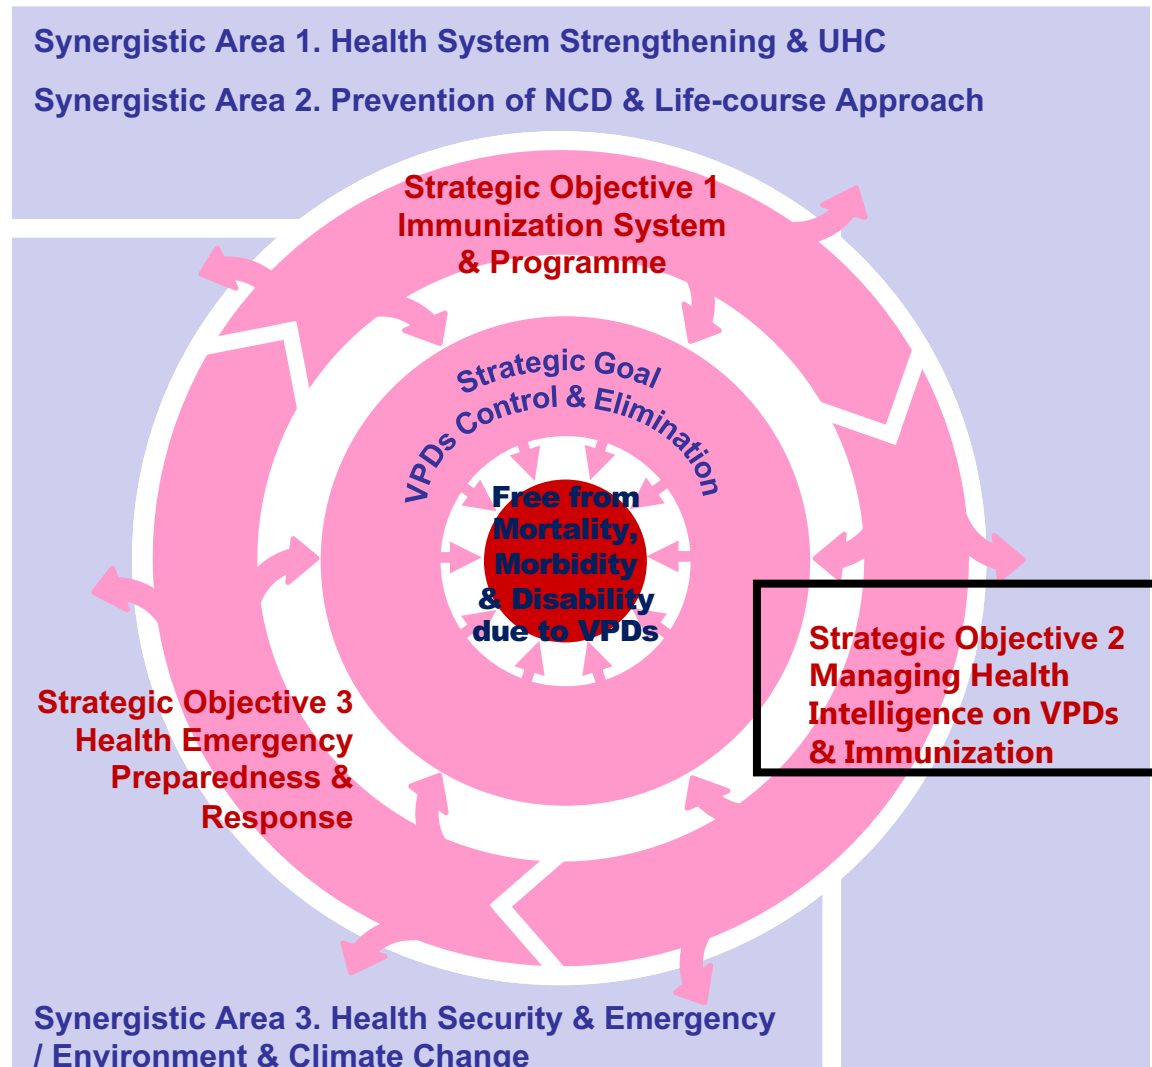 Synergistic Area 1. Health System Strengthening & UHC
Synergistic Area 2. Prevention of NCD & Life-course Approach
Strategic Objective 1
Immunization System
& Programme
Strategic Goal
VPDs Control & Elimination
Free from
Mortality,
Morbidity
& Disability
due to VPDs
Strategic Objective 2
Managing Health
Intelligence on VPDs
& Immunization
Strategic Objective 3
Health Emergency
Preparedness &
Response
Synergistic Area 3. Health Security & Emergency
/ Environment & Climate Change